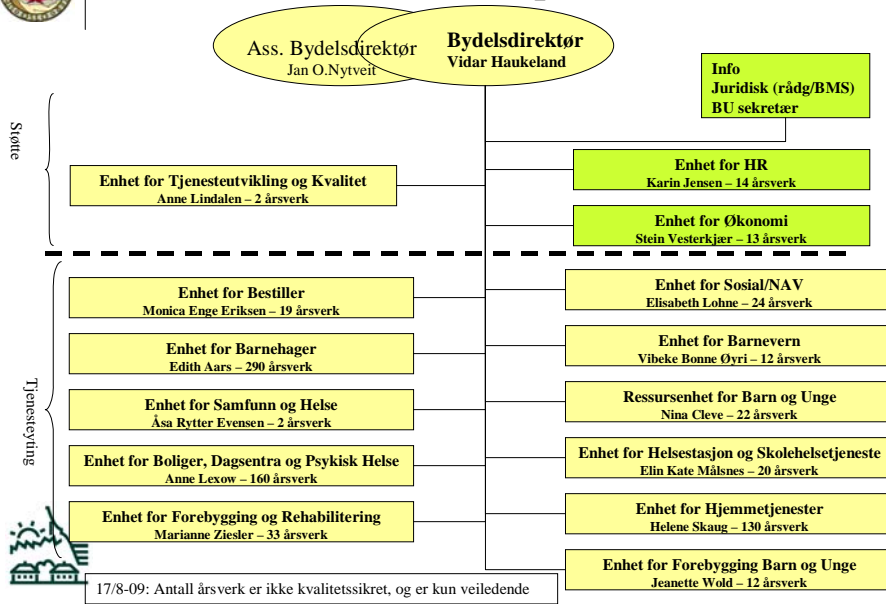 Ass. Bydelsdirektør
Jan O.Nytveit
Bydelsdirektør
Vidar Haukeland
Info
Juridisk (rådg/BMS)
BU sekretær
Støtte
Enhet for Tjenesteutvikling og Kvalitet
Anne Lindalen – 2 årsverk
Enhet for HR
Karin Jensen – 14 årsverk
Enhet for Økonomi
Stein Vesterkjær – 13 årsverk
Tjenesteyting
Enhet for Bestiller
Monica Enge Eriksen – 19 årsverk
Enhet for Barnehager
Edith Aars – 290 årsverk
Enhet for Samfunn og Helse
Åsa Rytter Evensen – 2 årsverk
Enhet for Boliger, Dagsentra og Psykisk Helse
Anne Lexow – 160 årsverk
Enhet for Forebygging og Rehabilitering
Marianne Ziesler – 33 årsverk
Enhet for Sosial/NAV
Elisabeth Lohne – 24 årsverk
Enhet for Barnevern
Vibeke Bonne Øyri – 12 årsverk
Ressursenhet for Barn og Unge
Nina Cleve – 22 årsverk
Enhet for Helsestasjon og Skolehelsetjeneste
Elin Kate Målsnes – 20 årsverk
Enhet for Hjemmetjenester
Helene Skaug – 130 årsverk
Enhet for Forebygging Barn og Unge
Jeanette Wold – 12 årsverk
17/8-09: Antall årsverk er ikke kvalitetssikret, og er kun veiledende